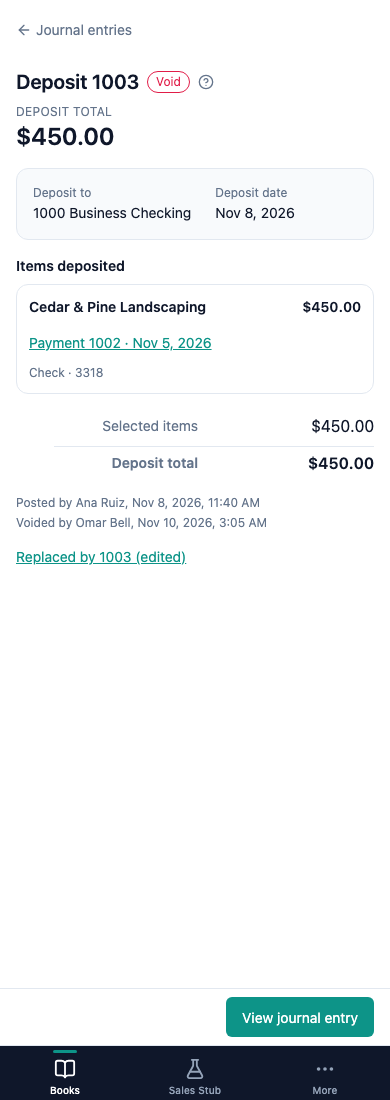 Journal entries
Deposit 1003 Void
DEPOSIT TOTAL
$450.00
Deposit to Deposit date
1000 Business Checking Nov 8, 2026
Items deposited
Cedar & Pine Landscaping $450.00
Payment 1002 · Nov 5, 2026
Check · 3318
Selected items $450.00
Deposit total $450.00
Posted by Ana Ruiz, Nov 8, 2026, 11:40 AM
Voided by Omar Bell, Nov 10, 2026, 3:05 AM
Replaced by 1003 (edited)
View journal entry
Books Sales Stub More